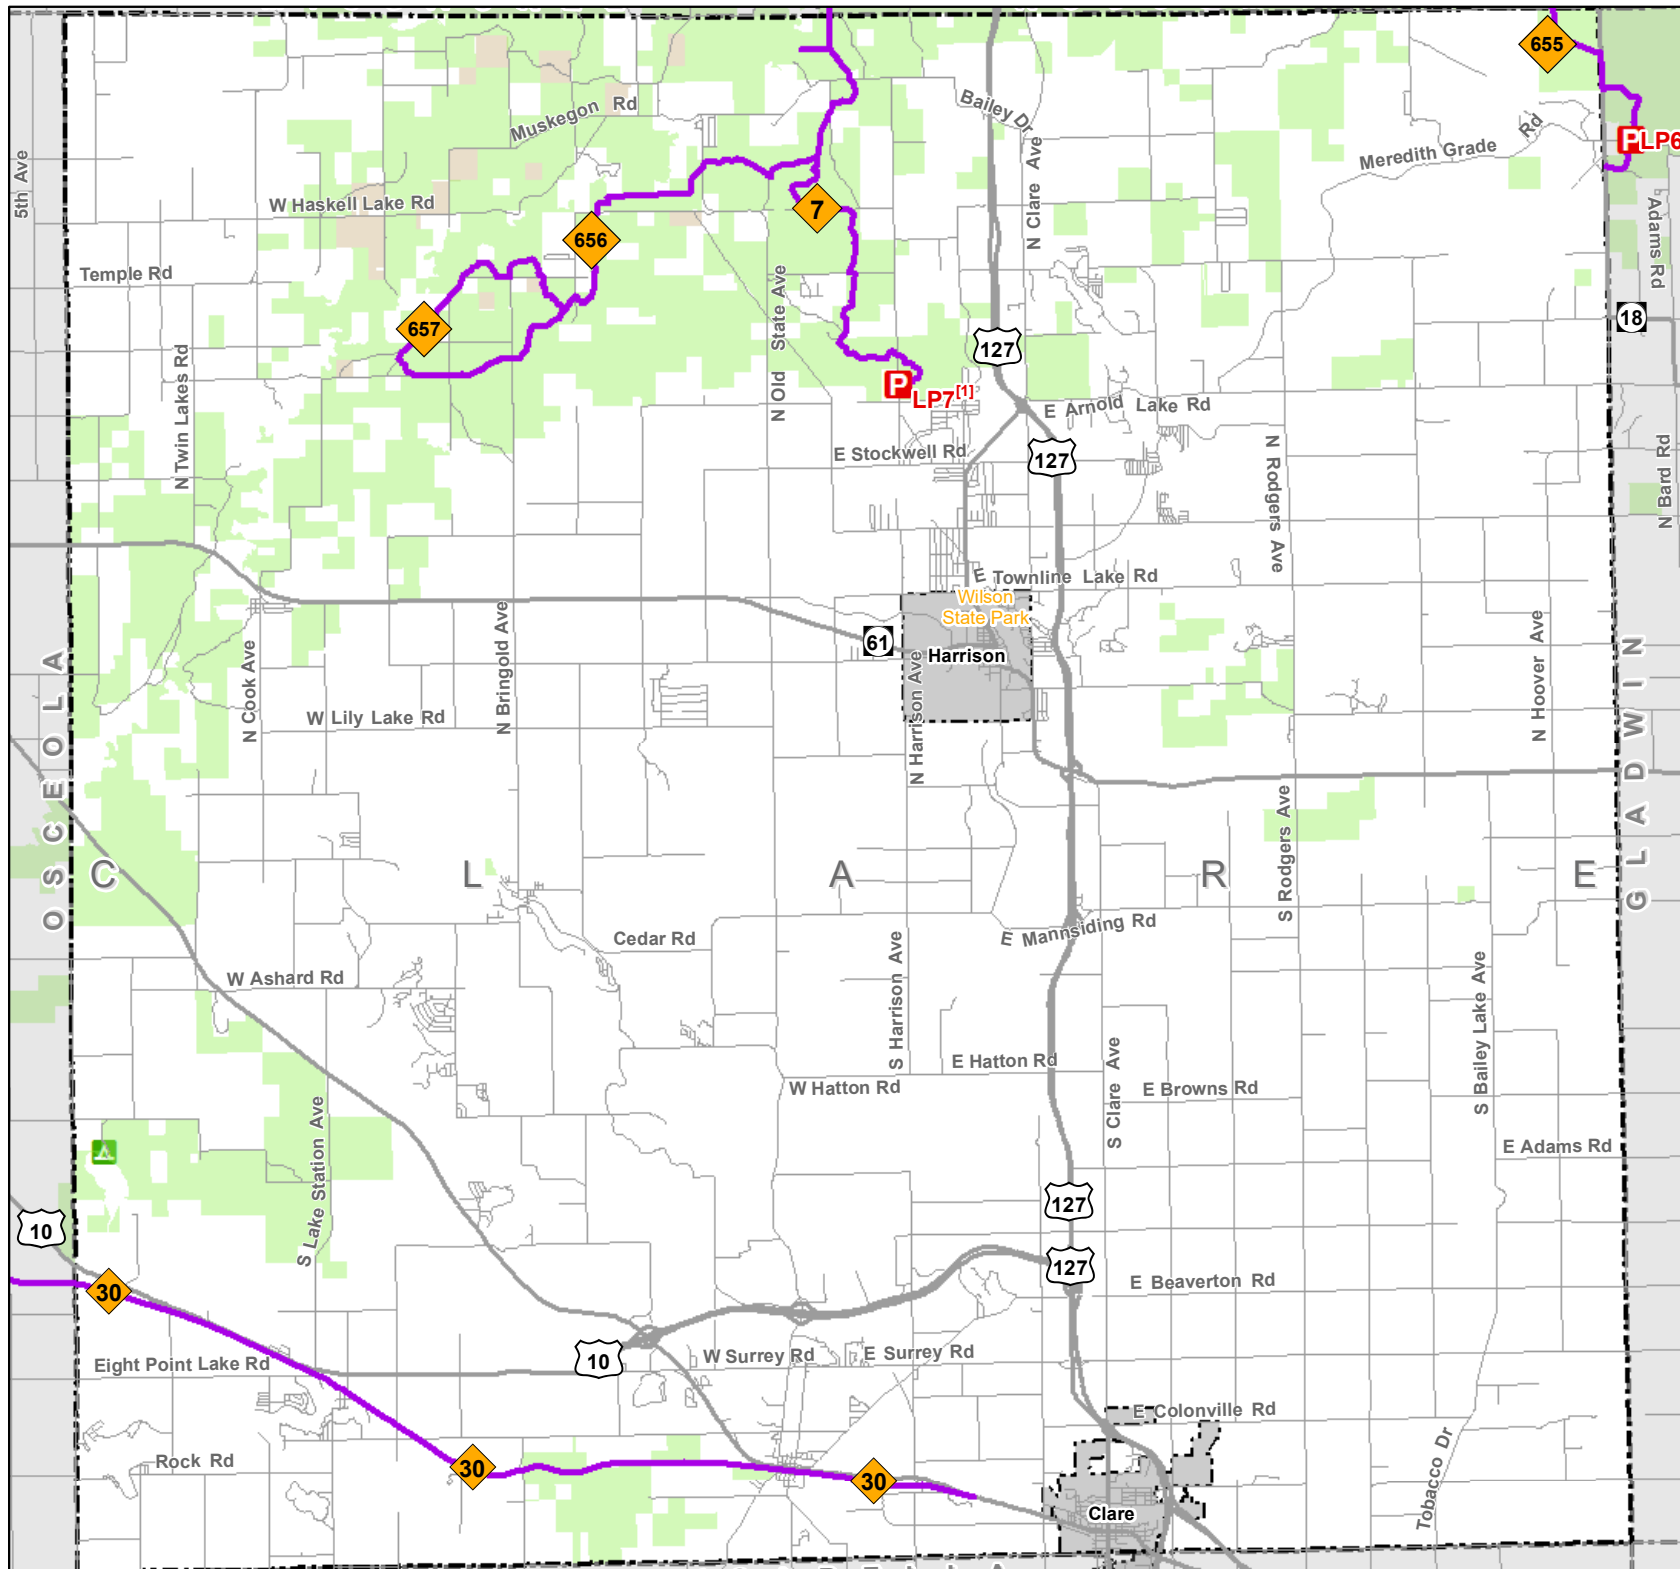 655
Bailey Dr
Muskegon Rd
N Clare Ave
Meredith Grade Rd
P LP6
5th Ave
W Haskell Lake Rd
7
656
Adams Rd
Temple Rd
657
N Old State Ave
127
18
N Twin Lakes Rd
P LP7[1]
E Arnold Lake Rd
E Stockwell Rd
127
N Rodgers Ave
N Bard Rd
E Townline Lake Rd
Wilson
State Park
61
Harrison
N Cook Ave
N Bringold Ave
N Harrison Ave
N Hoover Ave
OSCEOLA
GLADWIN
W Lily Lake Rd
S Rodgers Ave
C L A R E
Cedar Rd
E Mannsiding Rd
W Ashard Rd
S Harrison Ave
S Bailey Lake Ave
E Hatton Rd
W Hatton Rd
S Clare Ave
E Browns Rd
S Lake Station Ave
E Adams Rd
10
127
127
30
E Beaverton Rd
Eight Point Lake Rd
10
W Surrey Rd
E Surrey Rd
E Colonville Rd
Rock Rd
30
30
Tobacco Dr
Clare